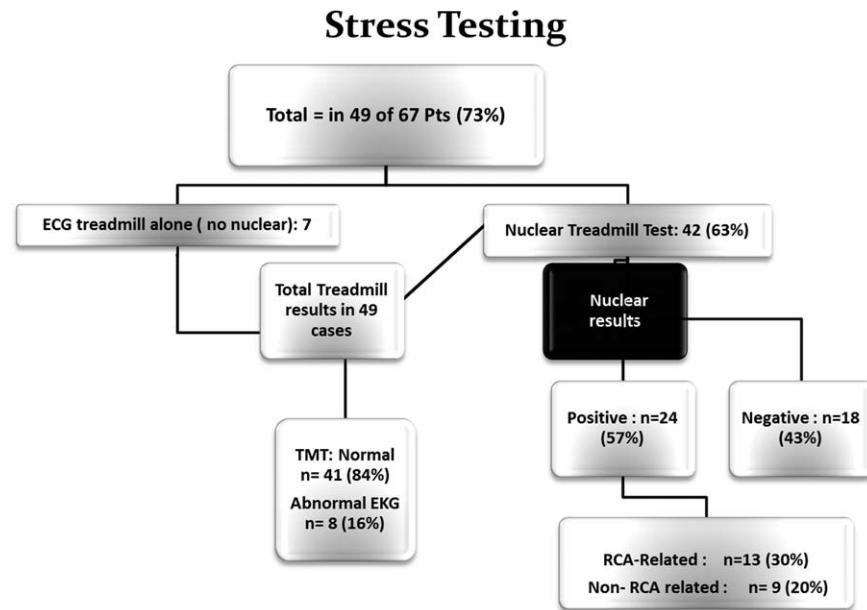 Stress Testing
Total = in 49 of 67 Pts (73%)
ECG treadmill alone ( no nuclear): 7
Nuclear Treadmill Test: 42 (63%)
Total Treadmill
results in 49
cases
Nuclear
results
Positive : n=24
(57%)
Negative : n=18
(43%)
TMT: Normal
n= 41 (84%)
Abnormal EKG
n= 8 (16%)
RCA-Related : n=13 (30%)
Non- RCA related : n= 9 (20%)